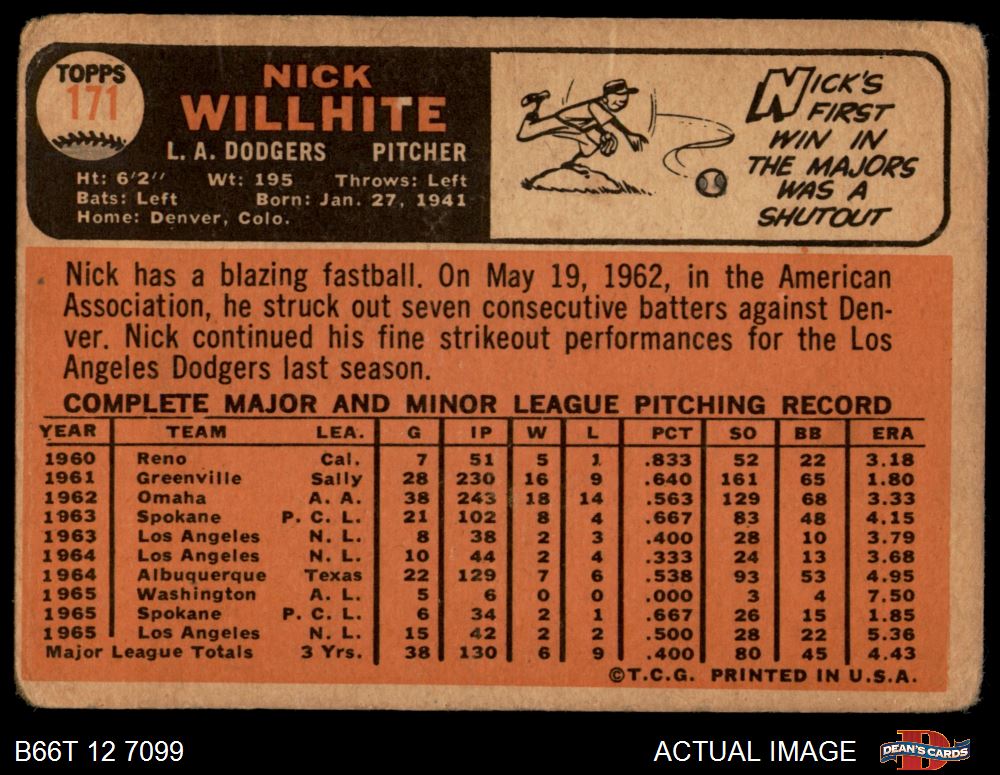 TOPPS
171
NICK
WILLHITE
L. A. DODGERS PITCHER
Ht: 6'2" Wt: 195 Throws: Left
Bats: Left Born: Jan. 27, 1941
Home: Denver, Colo.
NICK'S
FIRST
WIN IN
THE MAJORS
WAS A
SHUTOUT
Nick has a blazing fastball. On May 19, 1962, in the American
Association, he struck out seven consecutive batters against Den-
ver. Nick continued his fine strikeout performances for the Los
Angeles Dodgers last season.
COMPLETE MAJOR AND MINOR LEAGUE PITCHING RECORD
YEAR TEAM LEA. G IP W L PCT SO BB ERA
1960 Reno Cal. 7 51 5 1 .833 52 22 3.18
1961 Greenville Sally 28 230 16 9 .640 161 65 1.80
1962 Omaha A. A. 38 243 18 14 .563 129 68 3.33
1963 Spokane P. C. L. 21 102 8 4 .667 83 48 4.15
1963 Los Angeles N. L. 8 38 2 3 .400 28 10 3.79
1964 Los Angeles N. L. 10 44 2 4 .333 24 13 3.68
1964 Albuquerque Texas 22 129 7 6 .538 93 53 4.95
1965 Washington A. L. 5 6 0 0 .000 3 4 7.50
1965 Spokane P. C. L. 6 34 2 1 .667 26 15 1.85
1965 Los Angeles N. L. 15 42 2 2 .500 28 22 5.36
Major League Totals 3 Yrs. 38 130 6 9 .400 80 45 4.43
©T.C.G. PRINTED IN U.S.A.
B66T 12 7099 ACTUAL IMAGE
DEAN'S CARDS